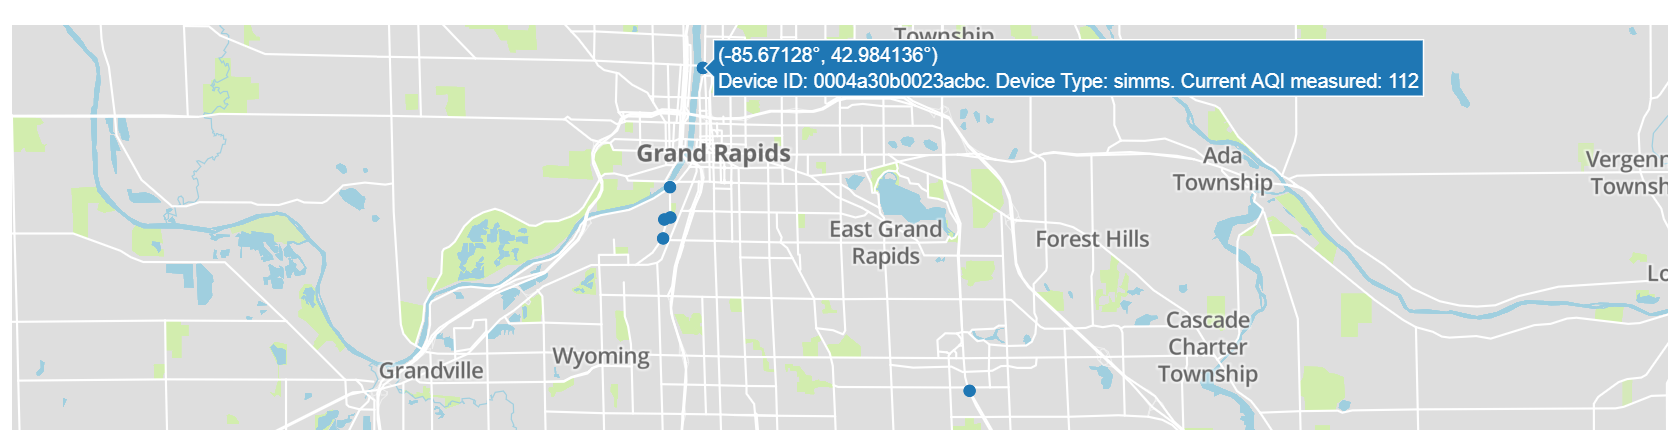 Township
(-85.67128°, 42.984136°)
Device ID: 0004a30b0023acbc. Device Type: simms. Current AQI measured: 112
Grand Rapids
Ada
Township
Vergenn
Townsh
East Grand
Rapids
Forest Hills
Lo
Cascade
Charter
Township
Wyoming
Grandville